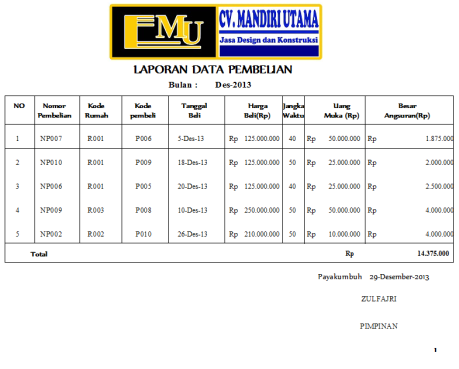 EMU CV. MANDIRI UTAMA
Jasa Design dan Konstruksi
LAPORAN DATA PEMBELIAN
Bulan : Des-2013
NO Nomor Pembelian Kode Rumah Kode pembeli Tanggal Beli Harga Beli(Rp) Jangka Waktu Uang Muka (Rp) Besar Angsuran(Rp)
1 NP007 R001 P006 5-Des-13 Rp 125.000.000 40 Rp 50.000.000 Rp 1.875.000
2 NP010 R001 P009 18-Des-13 Rp 125.000.000 50 Rp 25.000.000 Rp 2.000.000
3 NP006 R001 P005 20-Des-13 Rp 125.000.000 40 Rp 25.000.000 Rp 2.500.000
4 NP009 R003 P008 10-Des-13 Rp 250.000.000 50 Rp 50.000.000 Rp 4.000.000
5 NP002 R002 P010 26-Des-13 Rp 210.000.000 50 Rp 10.000.000 Rp 4.000.000
Total Rp 14.375.000
Payakumbuh 29-Desember-2013
ZULFAJRI
PIMPINAN
1